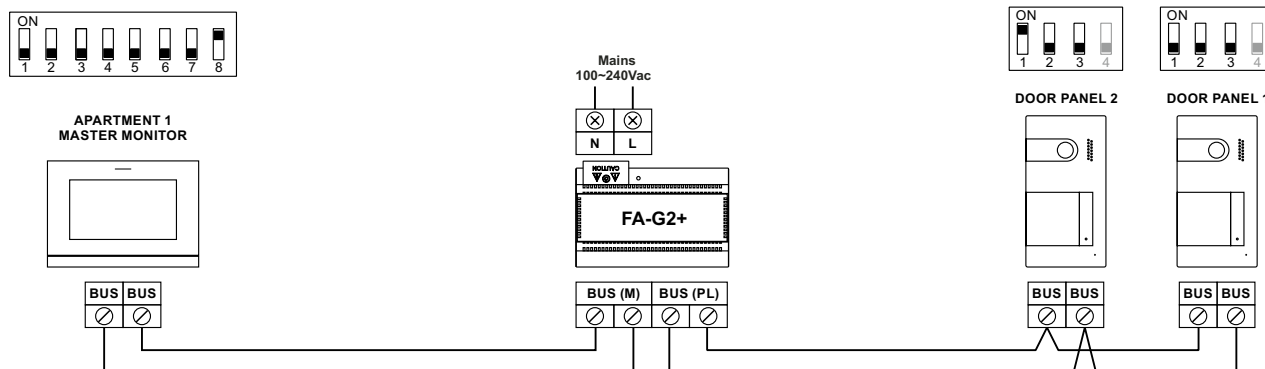 ON
1 2 3 4 5 6 7 8
APARTMENT 1
MASTER MONITOR
BUS BUS
Mains
100~240Vac
N L
CAUTION
FA-G2+
BUS (M) BUS (PL)
ON
1 2 3 4
DOOR PANEL 2
BUS BUS
ON
1 2 3 4
DOOR PANEL 1
BUS BUS